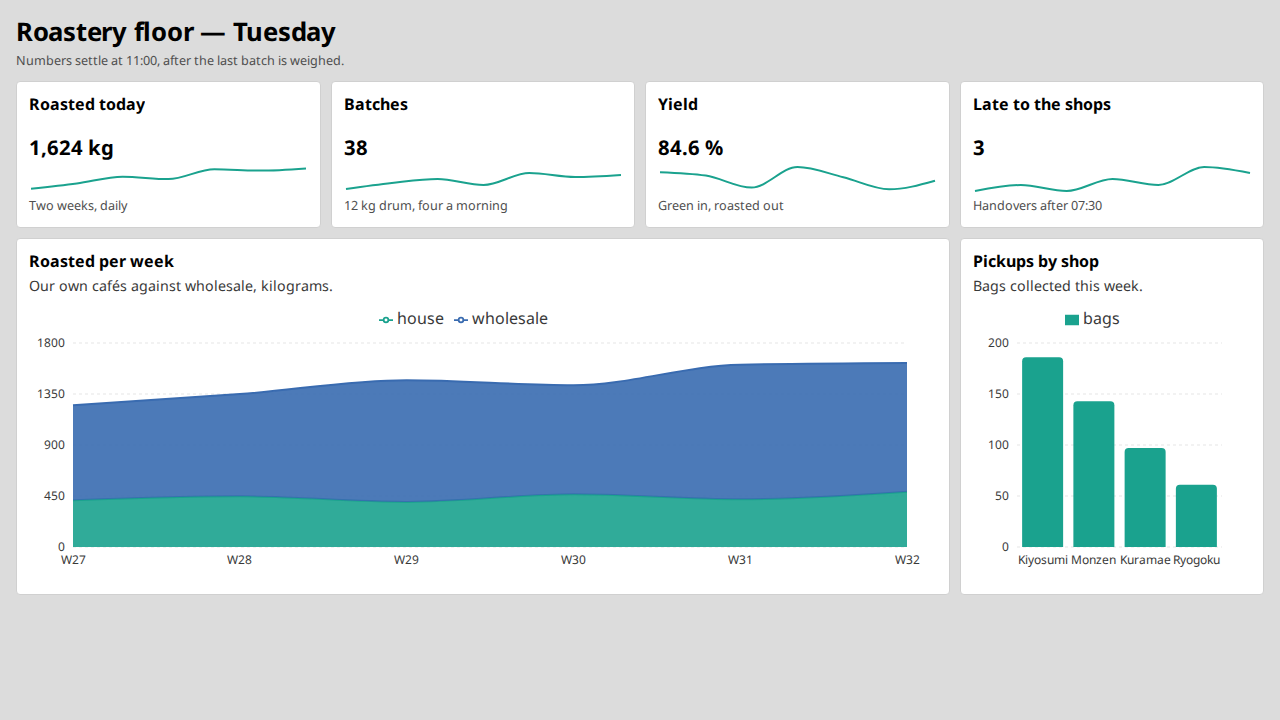 Roastery floor — Tuesday
Numbers settle at 11:00, after the last batch is weighed.
Roasted today
1,624 kg
Two weeks, daily
Batches
38
12 kg drum, four a morning
Yield
84.6 %
Green in, roasted out
Late to the shops
3
Handovers after 07:30
Roasted per week
Our own cafés against wholesale, kilograms.
house wholesale
1800
1350
900
450
0
W27 W28 W29 W30 W31 W32
Pickups by shop
Bags collected this week.
bags
200
150
100
50
0
Kiyosumi Monzen Kuramae Ryogoku